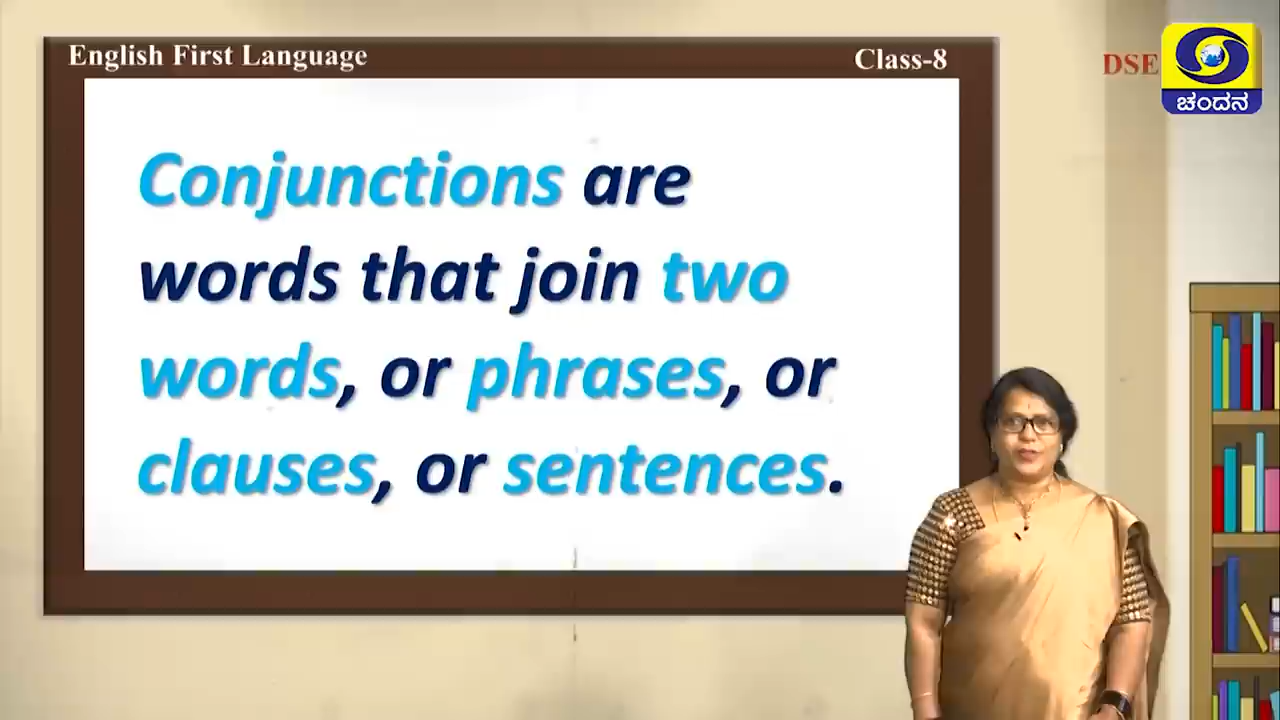 English First Language
Class-8
DSE
ಚಂದನ
Conjunctions are
words that join two
words, or phrases, or
clauses, or sentences.